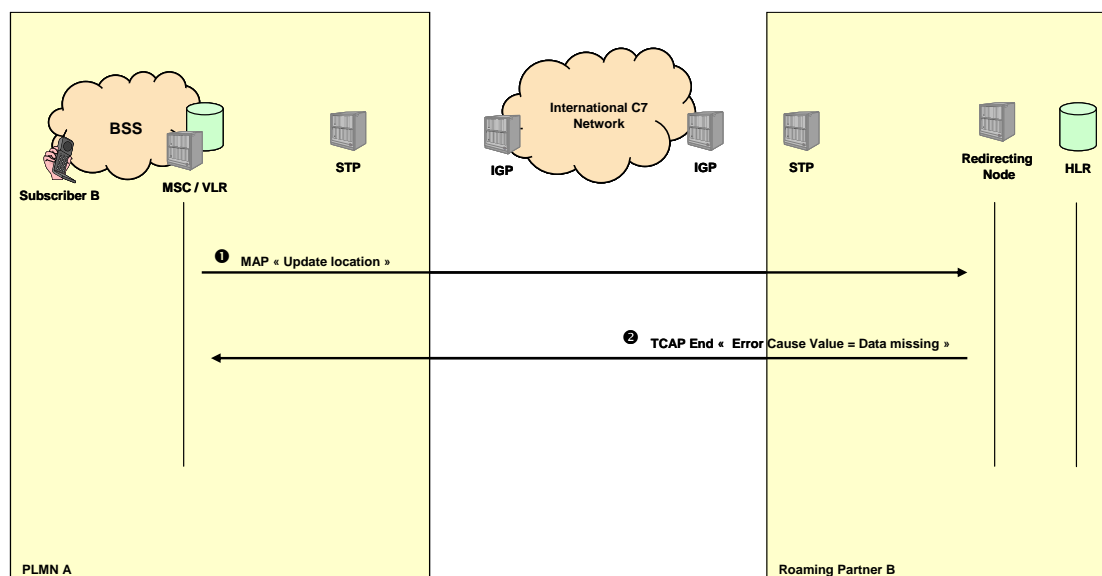 BSS
International C7
Network
Subscriber B
MSC / VLR
STP
IGP
IGP
STP
Redirecting
Node
HLR
❶ MAP « Update location »
❷ TCAP End « Error Cause Value = Data missing »
PLMN A
Roaming Partner B